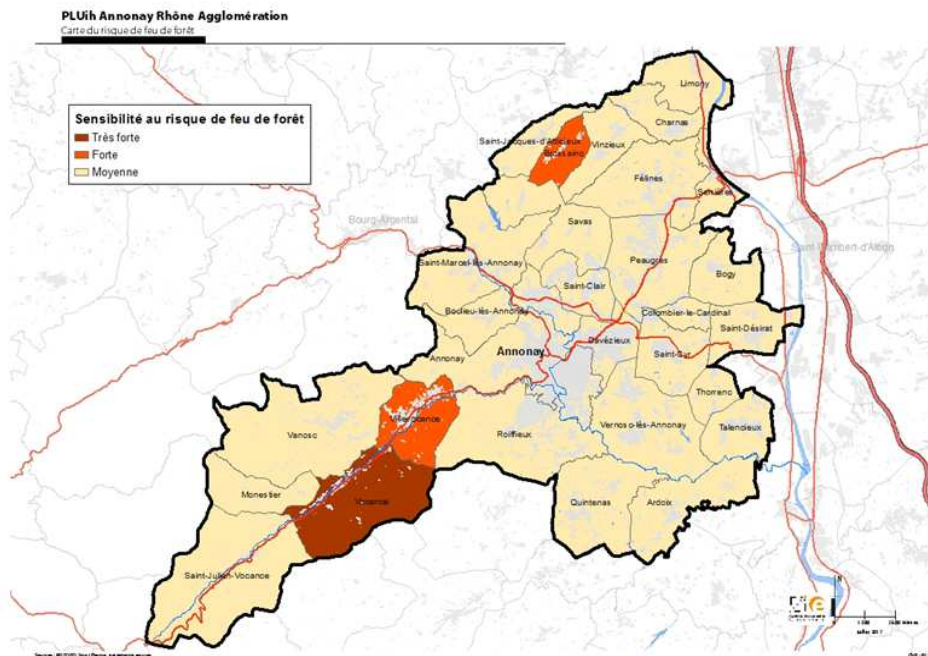 PLUih Annonay Rhône Agglomération
Carte du risque de feu de forêt
Sensibilité au risque de feu de forêt
Très forte
Forte
Moyenne
Limony
Charnas
Vinzieux
Félines
Savas
Bourg-Argental
Peaugres
Saint-Marcel-lès-Annonay
Saint-Clair
Bogy
Boulieu-lès-Annonay
Colombier-le-Cardinal
Saint-Désirat
Annonay
Davézieux
Saint-Cyr
Annonay
Thorrenc
Vanosc
Roiffieux
Vernosc-lès-Annonay
Talencieux
Monestier
Vocance
Quintenas
Ardoix
Saint-Julien-Vocance
N